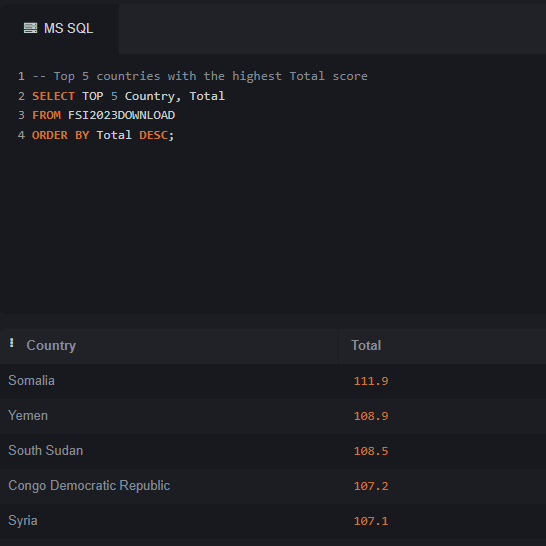 MS SQL
1 -- Top 5 countries with the highest Total score
2 SELECT TOP 5 Country, Total
3 FROM FSI2023DOWNLOAD
4 ORDER BY Total DESC;
Country Total
Somalia 111.9
Yemen 108.9
South Sudan 108.5
Congo Democratic Republic 107.2
Syria 107.1